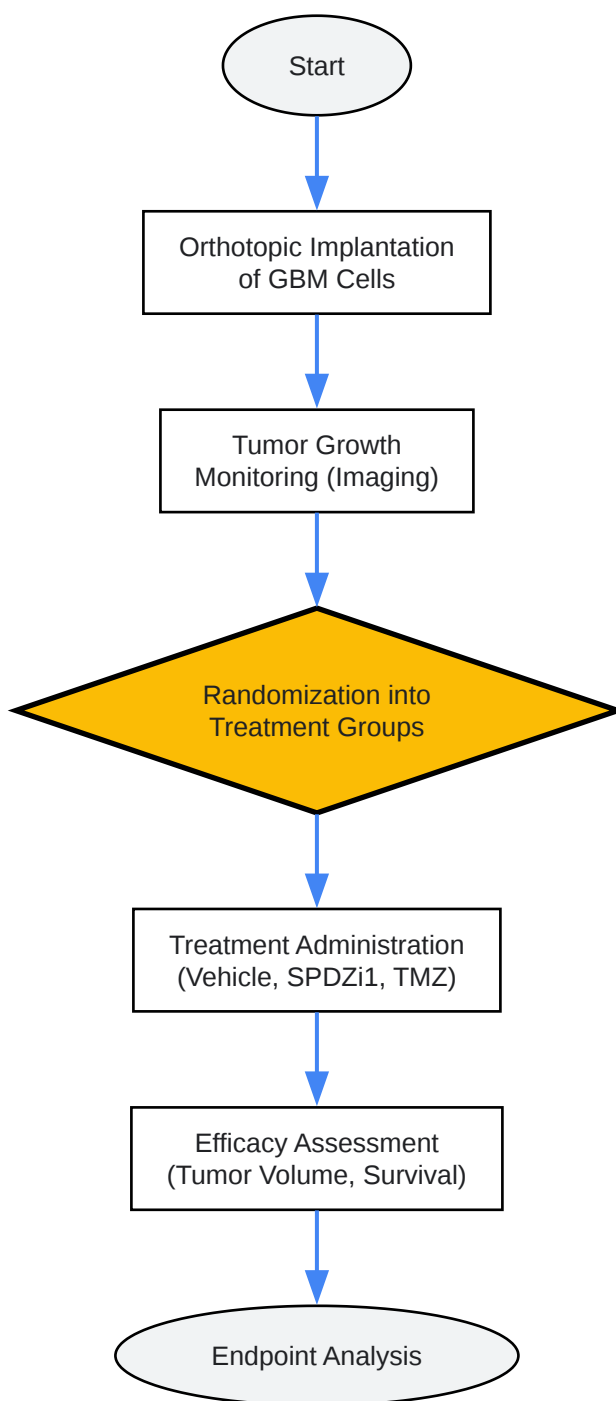 Start
Orthotopic Implantation
of GBM Cells
Tumor Growth
Monitoring (Imaging)
Randomization into
Treatment Groups
Treatment Administration
(Vehicle, SPDZi1, TMZ)
Efficacy Assessment
(Tumor Volume, Survival)
Endpoint Analysis